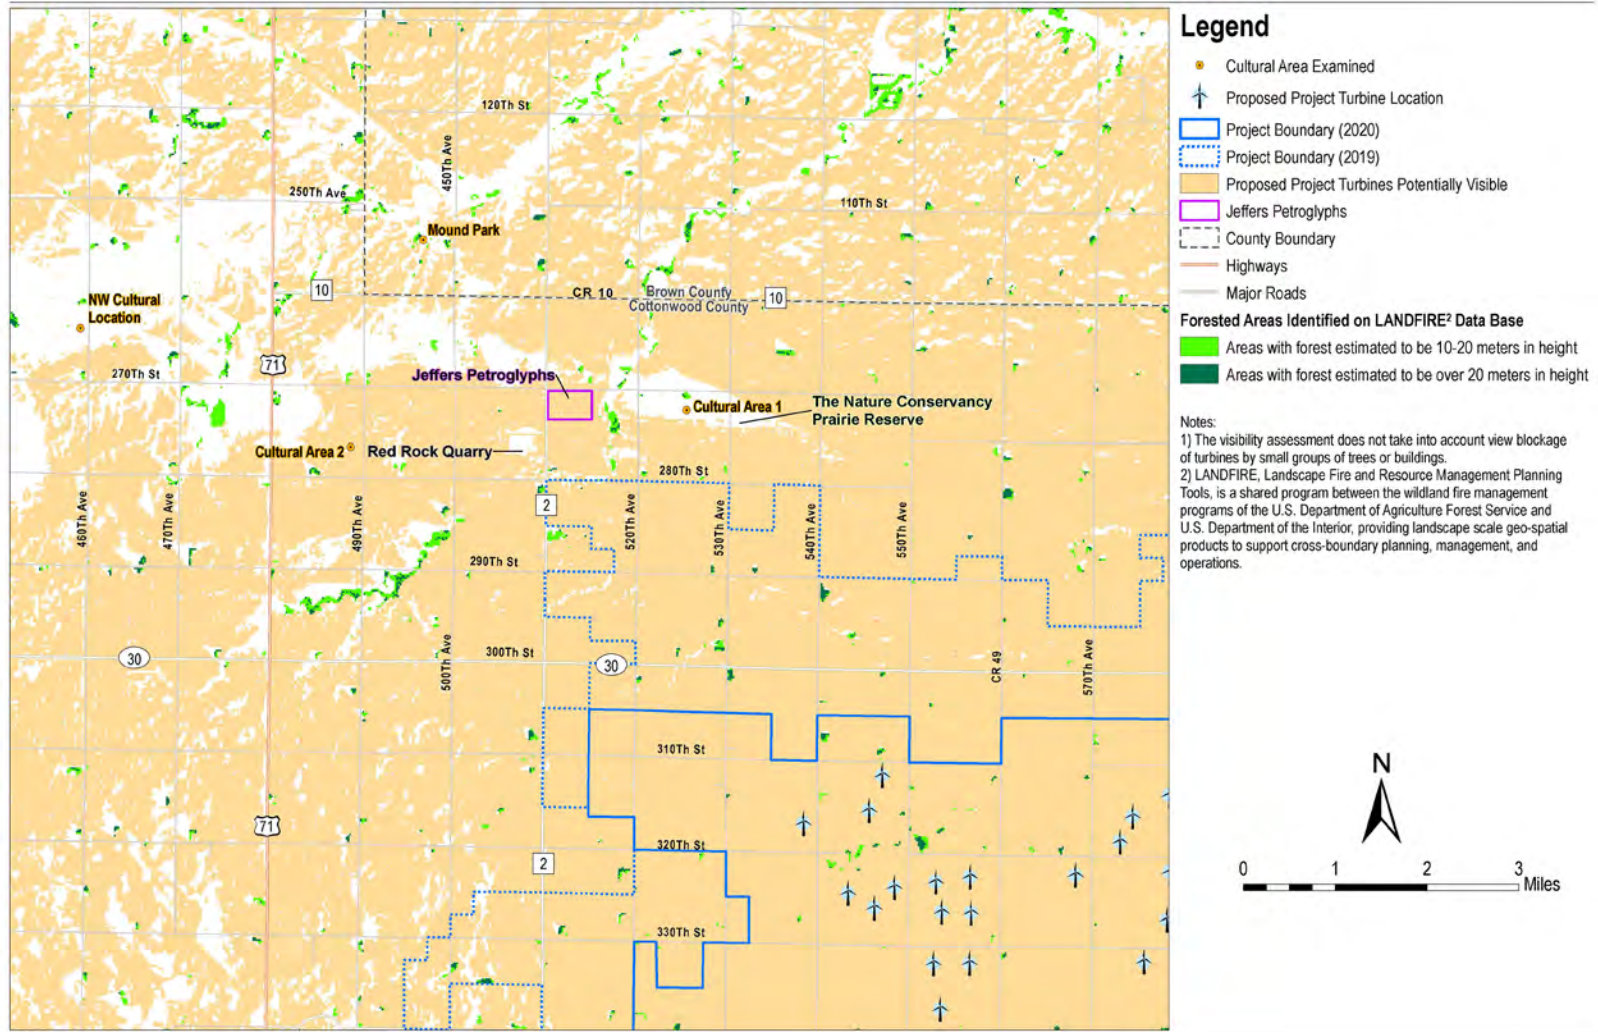 120Th St
450Th Ave
250Th Ave
110Th St
Mound Park
10
CR 10
Brown County
Cottonwood County
10
NW Cultural
Location
71
270Th St
Jeffers Petroglyphs
Cultural Area 1
The Nature Conservancy
Prairie Reserve
Cultural Area 2
Red Rock Quarry
280Th St
460Th Ave
470Th Ave
490Th Ave
2
520Th Ave
530Th Ave
540Th Ave
550Th Ave
290Th St
30
500Th Ave
300Th St
30
CR 49
570Th Ave
310Th St
71
320Th St
2
330Th St
Legend
Cultural Area Examined
Proposed Project Turbine Location
Project Boundary (2020)
Project Boundary (2019)
Proposed Project Turbines Potentially Visible
Jeffers Petroglyphs
County Boundary
Highways
Major Roads
Forested Areas Identified on LANDFIRE² Data Base
Areas with forest estimated to be 10-20 meters in height
Areas with forest estimated to be over 20 meters in height
Notes:
1) The visibility assessment does not take into account view blockage
of turbines by small groups of trees or buildings.
2) LANDFIRE, Landscape Fire and Resource Management Planning
Tools, is a shared program between the wildland fire management
programs of the U.S. Department of Agriculture Forest Service and
U.S. Department of the Interior, providing landscape scale geo-spatial
products to support cross-boundary planning, management, and
operations.
N
0 1 2 3
Miles